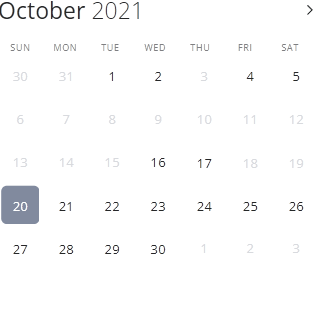 October 2021
SUN MON TUE WED THU FRI SAT
30 31 1 2 3 4 5
6 7 8 9 10 11 12
13 14 15 16 17 18 19
20 21 22 23 24 25 26
27 28 29 30 1 2 3